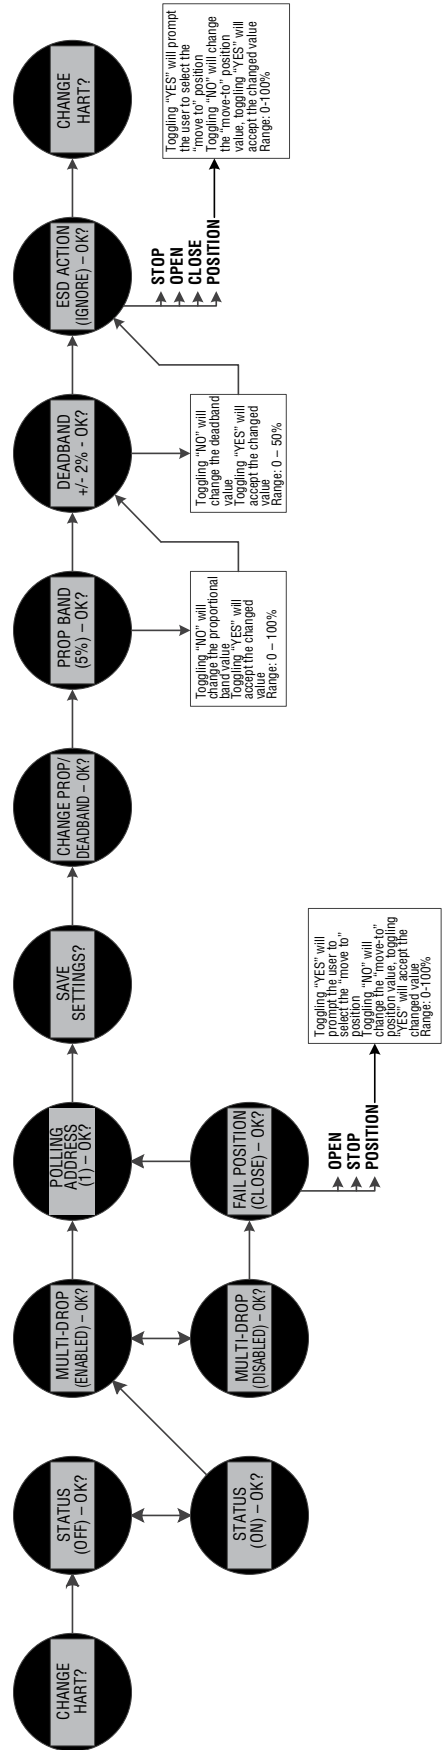 CHANGE
HART?
STATUS
(OFF) – OK?
STATUS
(ON) – OK?
MULTI-DROP
(ENABLED) – OK?
MULTI-DROP
(DISABLED) – OK?
POLLING
ADDRESS
(1) – OK?
FAIL POSITION
(CLOSE) – OK?
OPEN
STOP
POSITION
Toggling “YES” will
prompt the user to
select the “move to”
position
Toggling “NO” will
change the “move-to”
position value, toggling
“YES” will accept the
changed value
Range: 0-100%
SAVE
SETTINGS?
CHANGE PROP/
DEADBAND – OK?
PROP BAND
(5%) – OK?
Toggling “NO” will
change the proportional
band value
Toggling “YES” will
accept the changed
value
Range: 0 – 100%
DEADBAND
+/- 2% - OK?
Toggling “NO” will
change the deadband
value
Toggling “YES” will
accept the changed
value
Range: 0 – 50%
ESD ACTION
(IGNORE) – OK?
STOP
OPEN
CLOSE
POSITION
Toggling “YES” will prompt
the user to select the
“move to” position
Toggling “NO” will change
the “move-to” position
value, toggling “YES” will
accept the changed value
Range: 0-100%
CHANGE
HART?